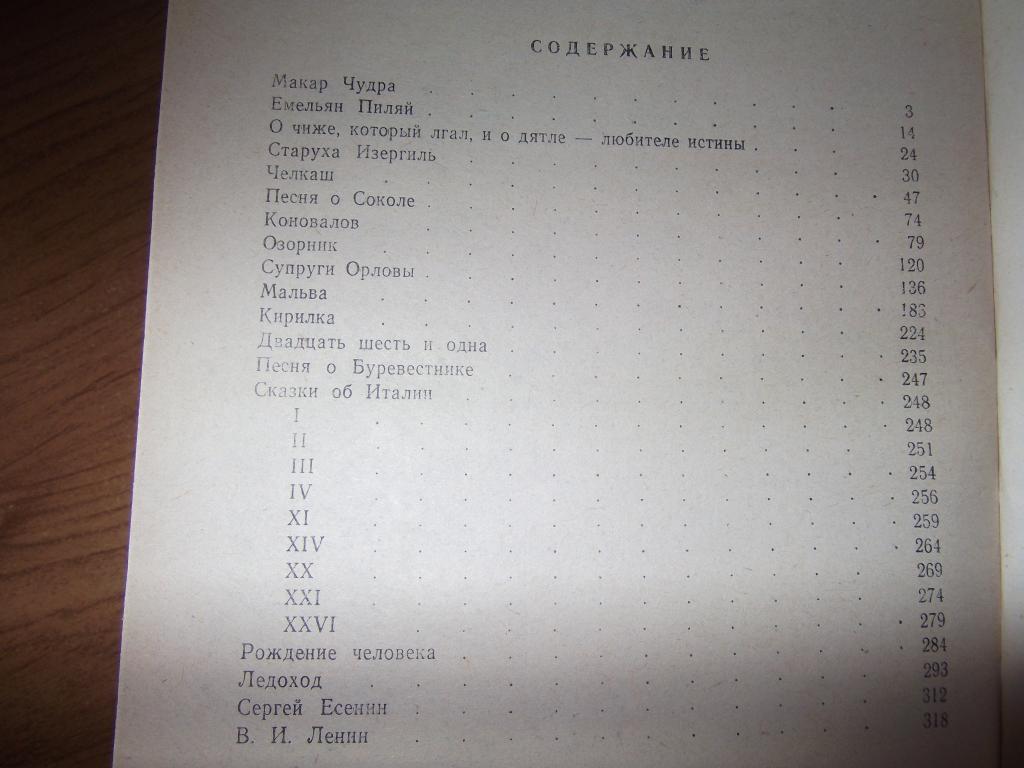 СОДЕРЖАНИЕ
Макар Чудра . . . . . . . . 3
Емельян Пиляй . . . . . . . . 14
О чиже, который лгал, и о дятле — любителе истины . . . 24
Старуха Изергиль . . . . . . . . 30
Челкаш . . . . . . . . 47
Песня о Соколе . . . . . . . . 74
Коновалов . . . . . . . . 79
Озорник . . . . . . . . 120
Супруги Орловы . . . . . . . . 136
Мальва . . . . . . . . 183
Кирилка . . . . . . . . 224
Двадцать шесть и одна . . . . . . . . 235
Песня о Буревестнике . . . . . . . . 247
Сказки об Италии . . . . . . . . 248
I . . . . . . . . 248
II . . . . . . . . 251
III . . . . . . . . 254
IV . . . . . . . . 256
XI . . . . . . . . 259
XIV . . . . . . . . 264
XX . . . . . . . . 269
XXI . . . . . . . . 274
XXVI . . . . . . . . 279
Рождение человека . . . . . . . . 284
Ледоход . . . . . . . . 293
Сергей Есенин . . . . . . . . 312
В. И. Ленин . . . . . . . . 318